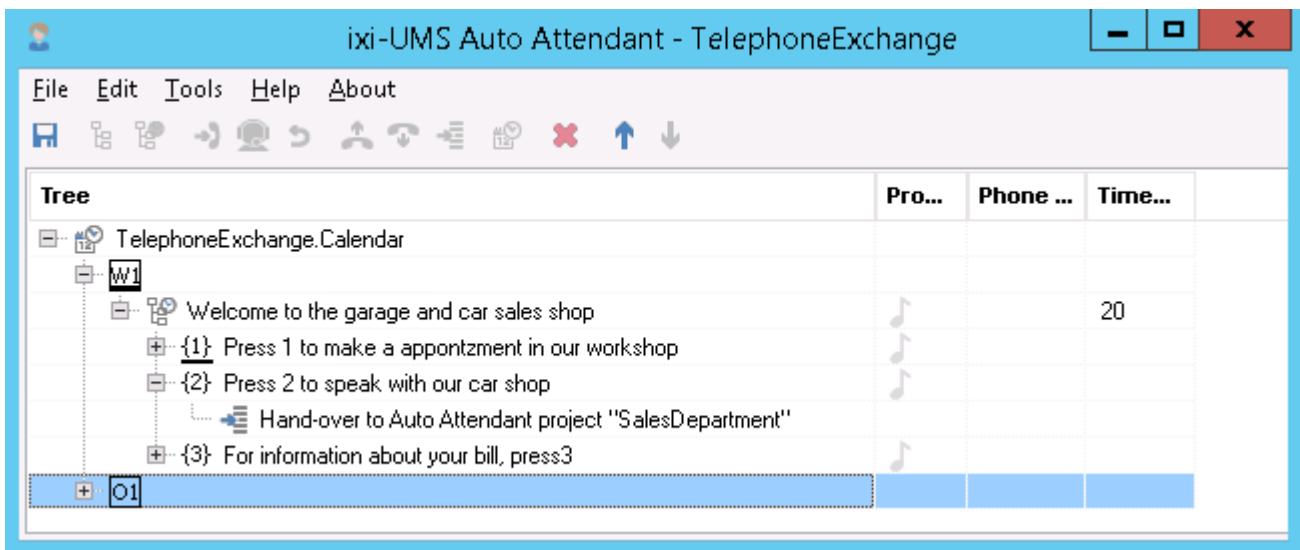 ixi-UMS Auto Attendant - TelephoneExchange
File Edit Tools Help About
Tree Pro... Phone ... Time...
TelephoneExchange.Calendar
W1
Welcome to the garage and car sales shop 20
{1} Press 1 to make a appontzment in our workshop
{2} Press 2 to speak with our car shop
Hand-over to Auto Attendant project "SalesDepartment"
{3} For information about your bill, press3
O1